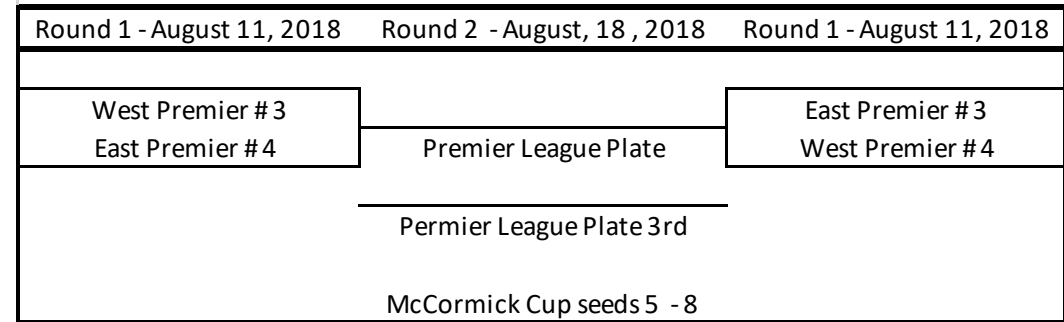 Round 1 - August 11, 2018 Round 2 - August, 18 , 2018 Round 1 - August 11, 2018
West Premier # 3 East Premier # 3
East Premier # 4 Premier League Plate West Premier # 4
Permier League Plate 3rd
McCormick Cup seeds 5 - 8